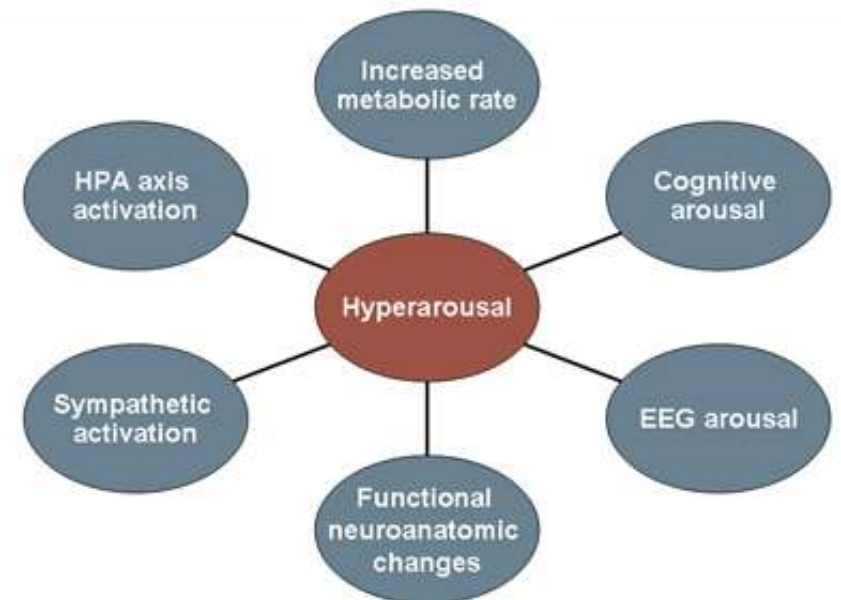 Increased
metabolic rate
HPA axis
activation
Cognitive
arousal
Hyperarousal
Sympathetic
activation
EEG arousal
Functional
neuroanatomic
changes